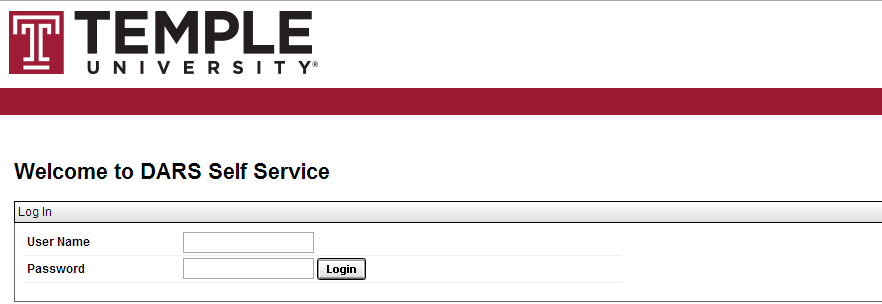 TEMPLE
UNIVERSITY®
Welcome to DARS Self Service
Log In
User Name
Password Login